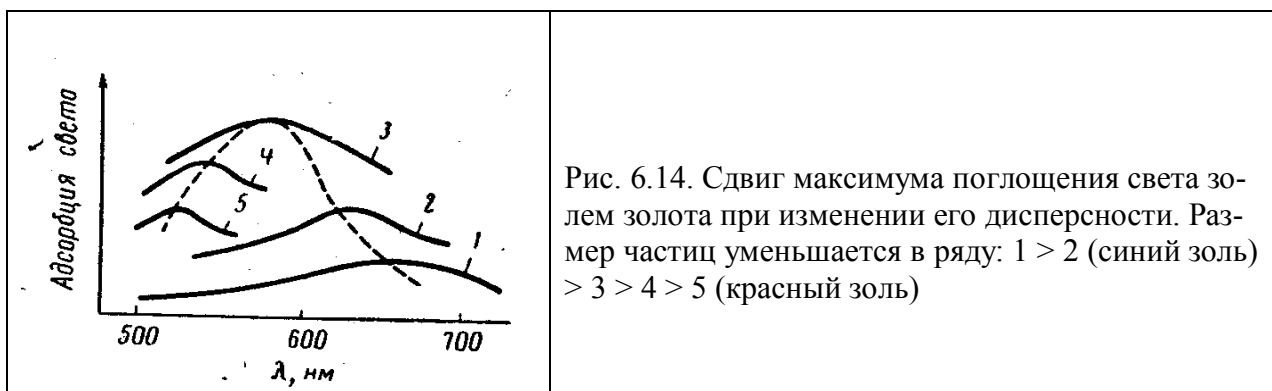 Адсорбция света
3
4
5
2
1
500
600
700
λ, нм
Рис. 6.14. Сдвиг максимума поглощения света зо-
лем золота при изменении его дисперсности. Раз-
мер частиц уменьшается в ряду: 1 > 2 (синий золь)
> 3 > 4 > 5 (красный золь)